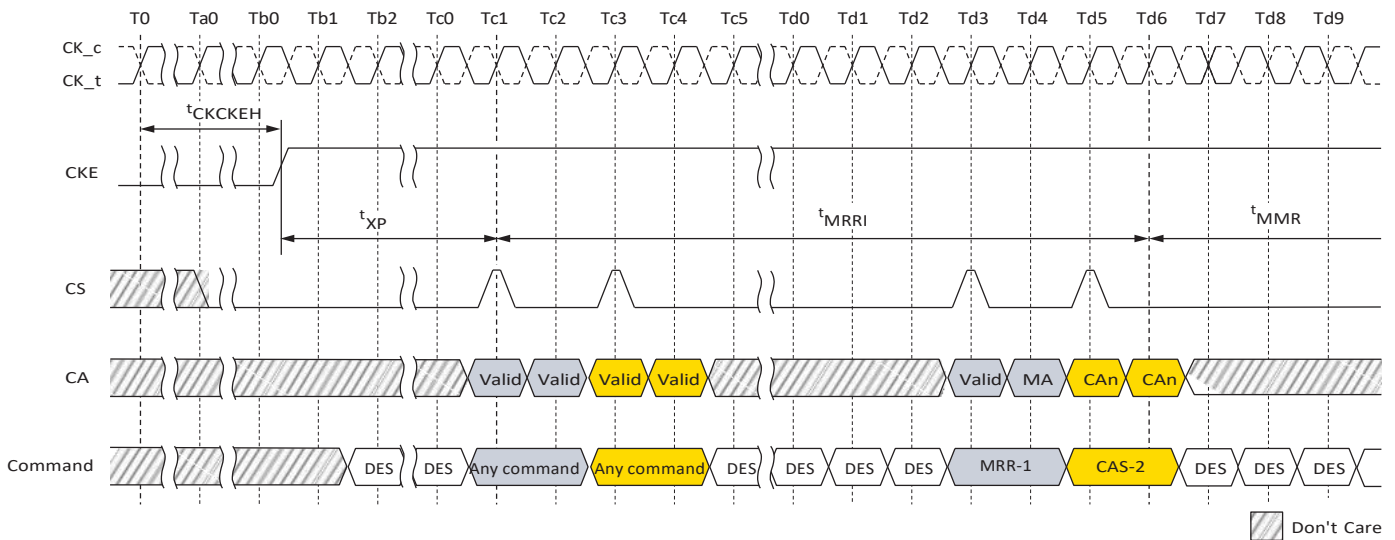 T0 Ta0 Tb0 Tb1 Tb2 Tc0 Tc1 Tc2 Tc3 Tc4 Tc5 Td0 Td1 Td2 Td3 Td4 Td5 Td6 Td7 Td8 Td9
CK_c
CK_t
tCKCKEH
CKE
tXP tMRRI tMMR
CS
CA Valid Valid Valid Valid Valid MA CAn CAn
Command DES DES Any command Any command DES DES DES DES MRR-1 CAS-2 DES DES DES
Don't Care